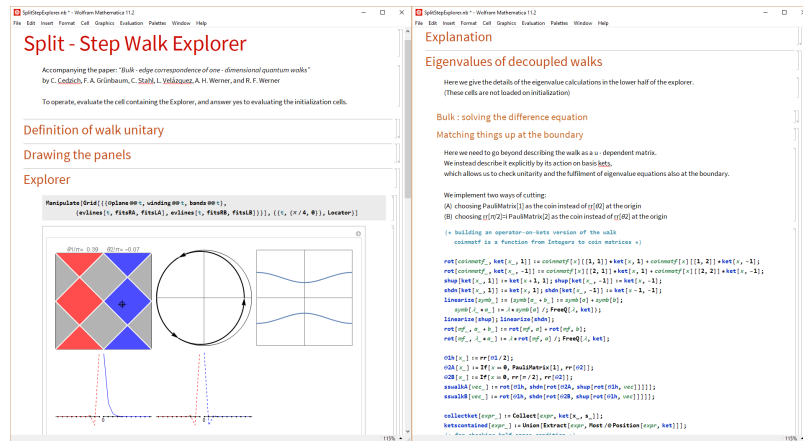 SplitStepExplorer.nb * - Wolfram Mathematica 11.2
File Edit Insert Format Cell Graphics Evaluation Palettes Window Help
Split - Step Walk Explorer
Accompanying the paper: "Bulk - edge correspondence of one - dimensional quantum walks"
by C. Cedzich, F. A. Grünbaum, C. Stahl, L. Velázquez, A. H. Werner, and R. F. Werner
To operate, evaluate the cell containing the Explorer, and answer yes to evaluating the initialization cells.
Definition of walk unitary
Drawing the panels
Explorer
Manipulate[Grid[{{θplane@@t, winding@@t, bands@@t},
{evlines[t, fitsRA, fitsLA], evlines[t, fitsRB, fitsLB]}}], {{t, {π/4, 0}}, Locator}]
θ1/π= 0.39 θ2/π= -0.07
0
0
115%
SplitStepExplorer.nb * - Wolfram Mathematica 11.2
File Edit Insert Format Cell Graphics Evaluation Palettes Window Help
Explanation
Eigenvalues of decoupled walks
Here we give the details of the eigenvalue calculations in the lower half of the explorer.
(These cells are not loaded on initialization)
Bulk : solving the difference equation
Matching things up at the boundary
Here we need to go beyond describing the walk as a u - dependent matrix.
We instead describe it explicitly by its action on basis kets,
which allows us to check unitarity and the fulfilment of eigenvalue equations also at the boundary.
We implement two ways of cutting:
(A) choosing PauliMatrix[1] as the coin instead of rr[θ2] at the origin
(B) choosing rr[π/2]=i PauliMatrix[2] as the coin instead of rr[θ2] at the origin
(* building an operator-on-kets version of the walk
coinmatf is a function from Integers to coin matrices *)
rot[coinmatf_, ket[x_, 1]] := coinmatf[x][[1, 1]] * ket[x, 1] + coinmatf[x][[1, 2]] * ket[x, -1];
rot[coinmatf_, ket[x_, -1]] := coinmatf[x][[2, 1]] * ket[x, 1] + coinmatf[x][[2, 2]] * ket[x, -1];
shup[ket[x_, 1]] := ket[x + 1, 1]; shup[ket[x_, -1]] := ket[x, -1];
shdn[ket[x_, 1]] := ket[x, 1]; shdn[ket[x_, -1]] := ket[x - 1, -1];
linearize[symb_] := (symb[a_ + b_] := symb[a] + symb[b];
symb[λ_ * a_] := λ * symb[a] /; FreeQ[λ, ket]);
linearize[shup]; linearize[shdn];
rot[mf_, a_ + b_] := rot[mf, a] + rot[mf, b];
rot[mf_, λ_ * a_] := λ * rot[mf, a] /; FreeQ[λ, ket];
θ1h[x_] := rr[θ1/2];
θ2A[x_] := If[x == 0, PauliMatrix[1], rr[θ2]];
θ2B[x_] := If[x == 0, rr[π/2], rr[θ2]];
sswalkA[vec_] := rot[θ1h, shdn[rot[θ2A, shup[rot[θ1h, vec]]]]];
sswalkB[vec_] := rot[θ1h, shdn[rot[θ2B, shup[rot[θ1h, vec]]]]];
collectket[expr_] := Collect[expr, ket[x_, s_]];
ketscontained[expr_] := Union[Extract[expr, Most /@ Position[expr, ket]]];
115%